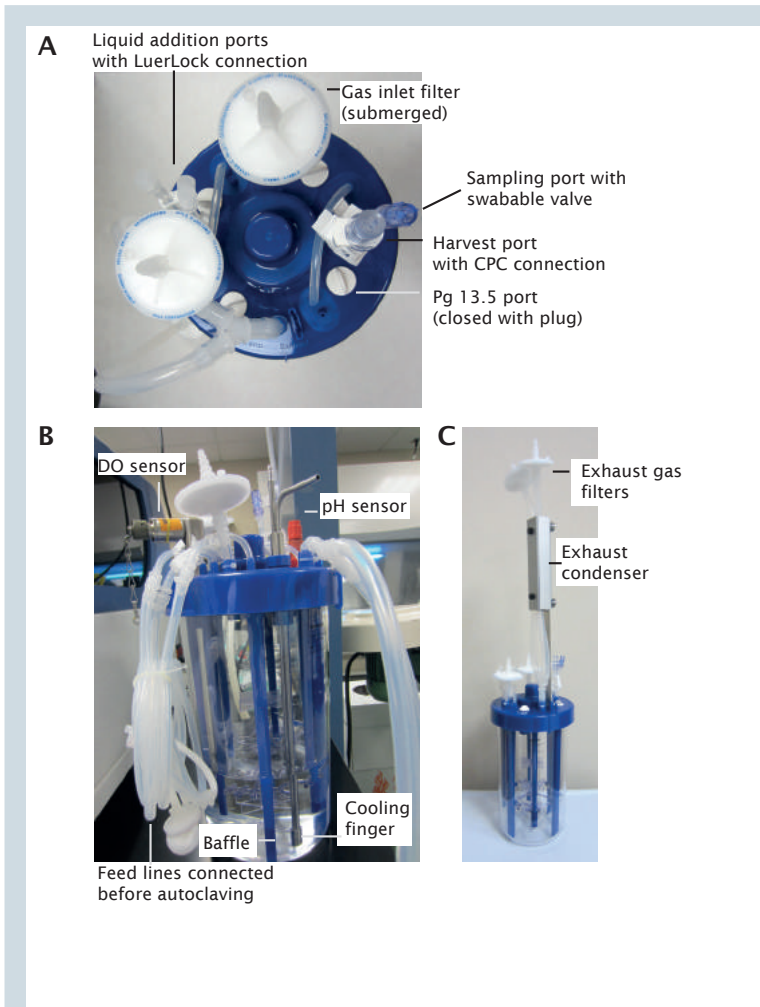 A
Liquid addition ports
with LuerLock connection
Gas inlet filter
(submerged)
Sampling port with
swabable valve
Harvest port
with CPC connection
Pg 13.5 port
(closed with plug)
B
DO sensor
pH sensor
Cooling
finger
Baffle
Feed lines connected
before autoclaving
C
Exhaust gas
filters
Exhaust
condenser